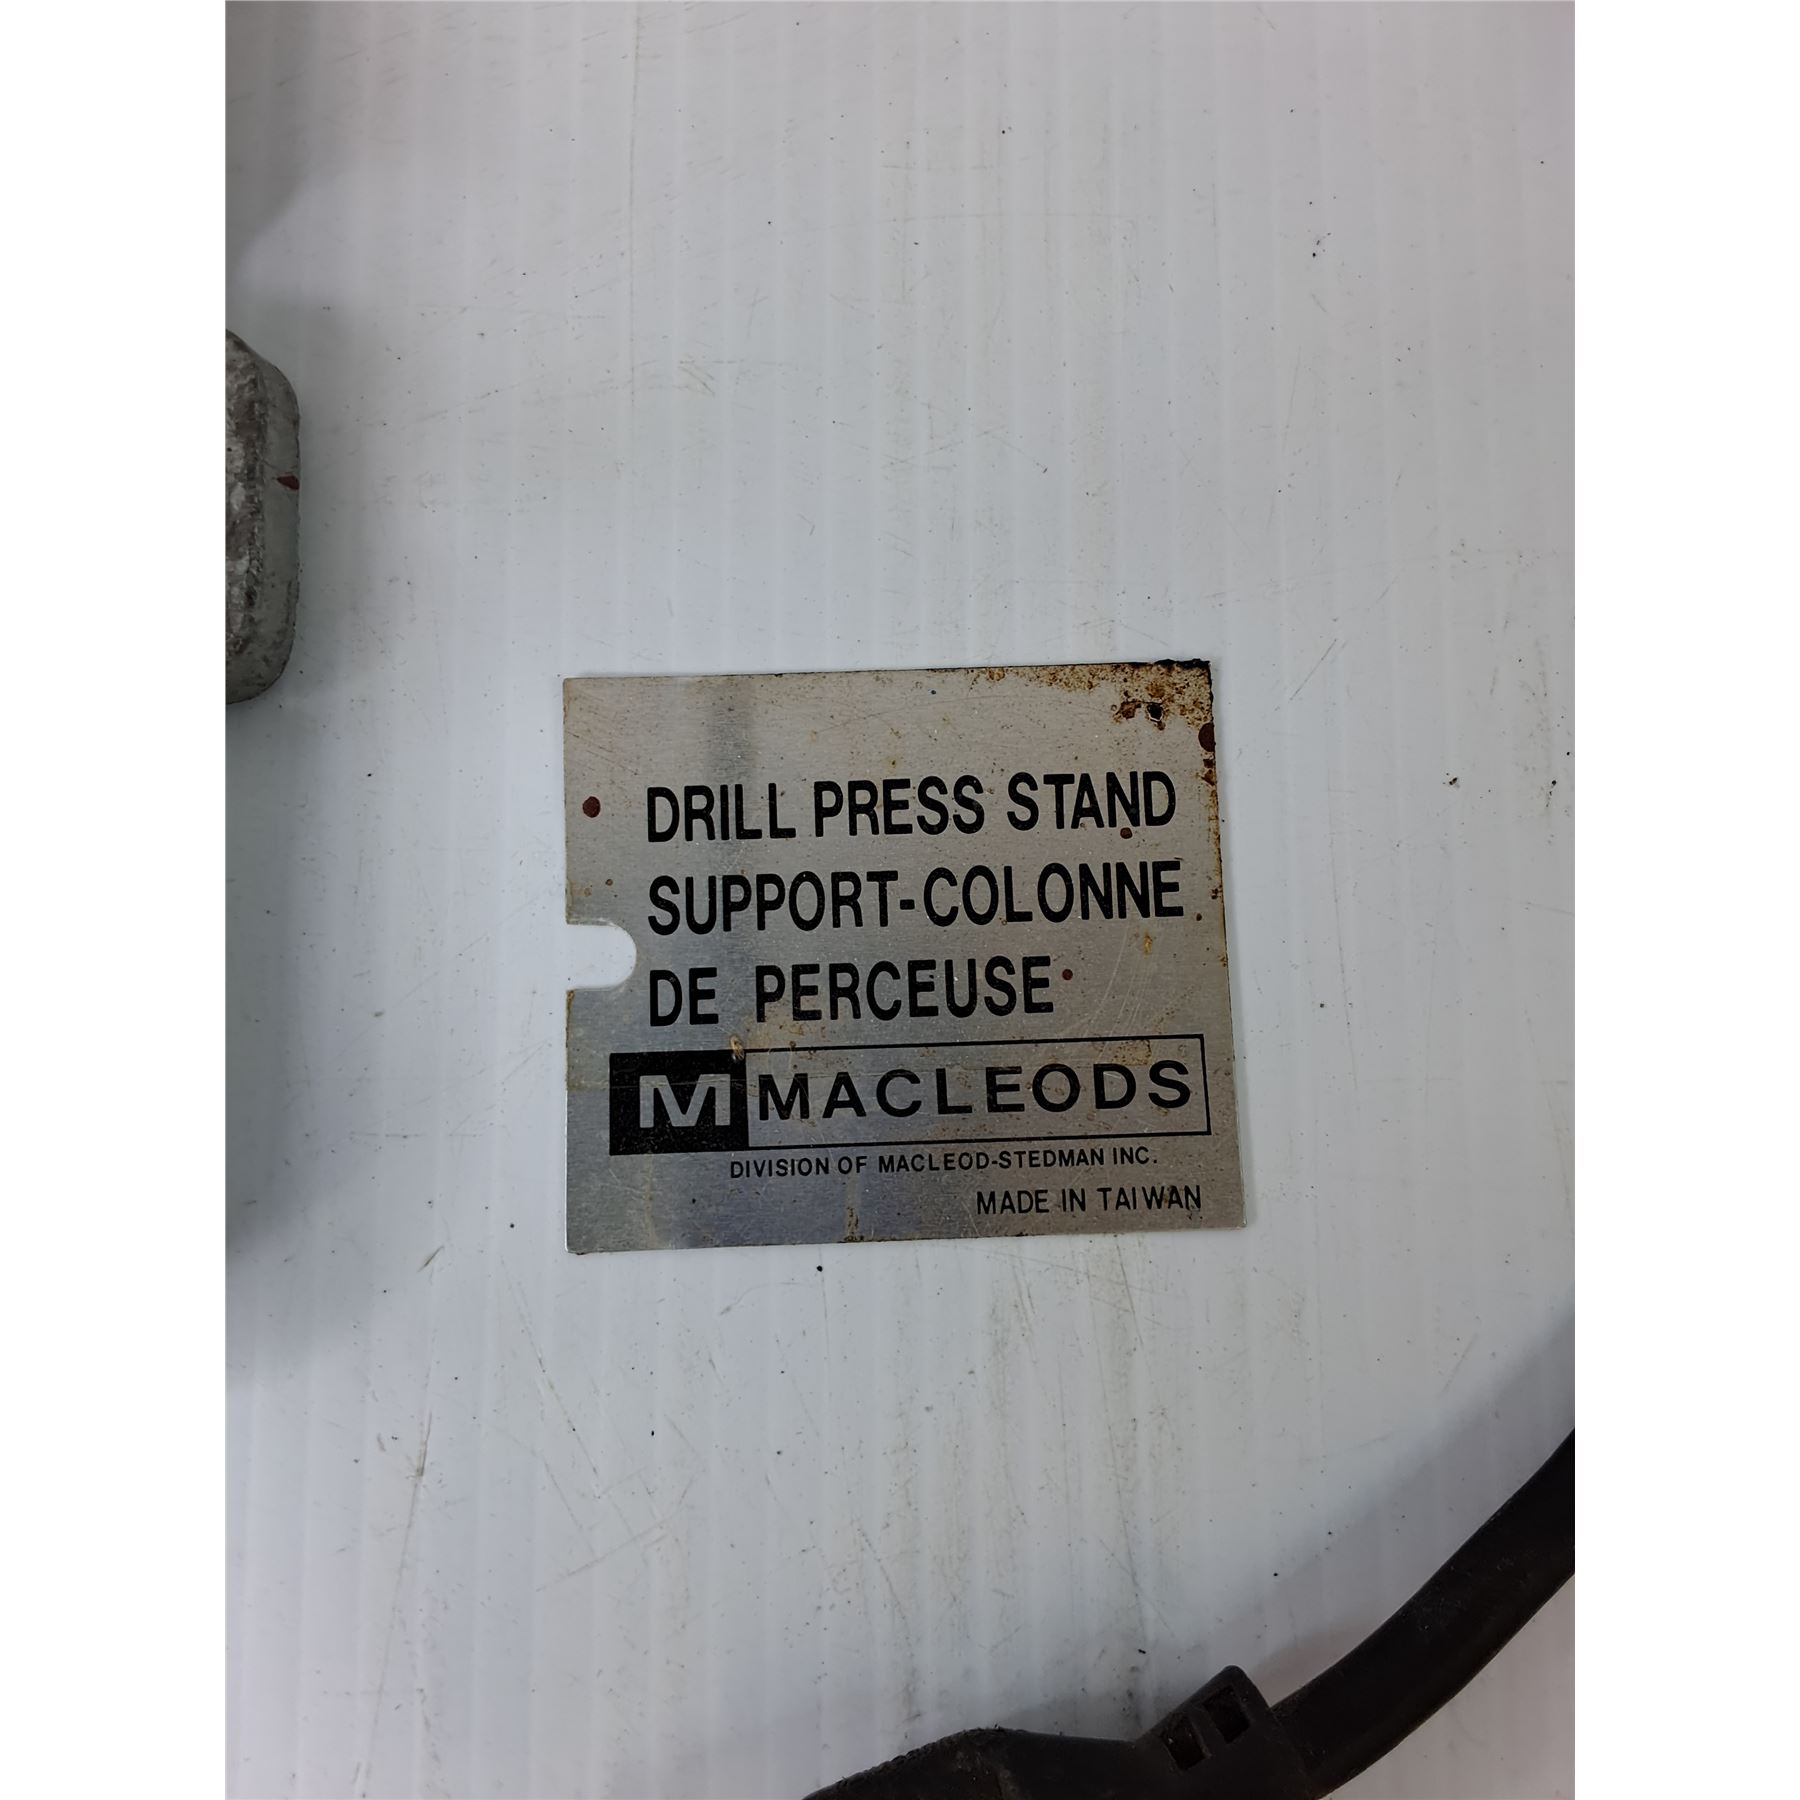 DRILL PRESS STAND
SUPPORT-COLONNE
DE PERCEUSE
M MACLEODS
DIVISION OF MACLEOD-STEDMAN INC.
MADE IN TAIWAN